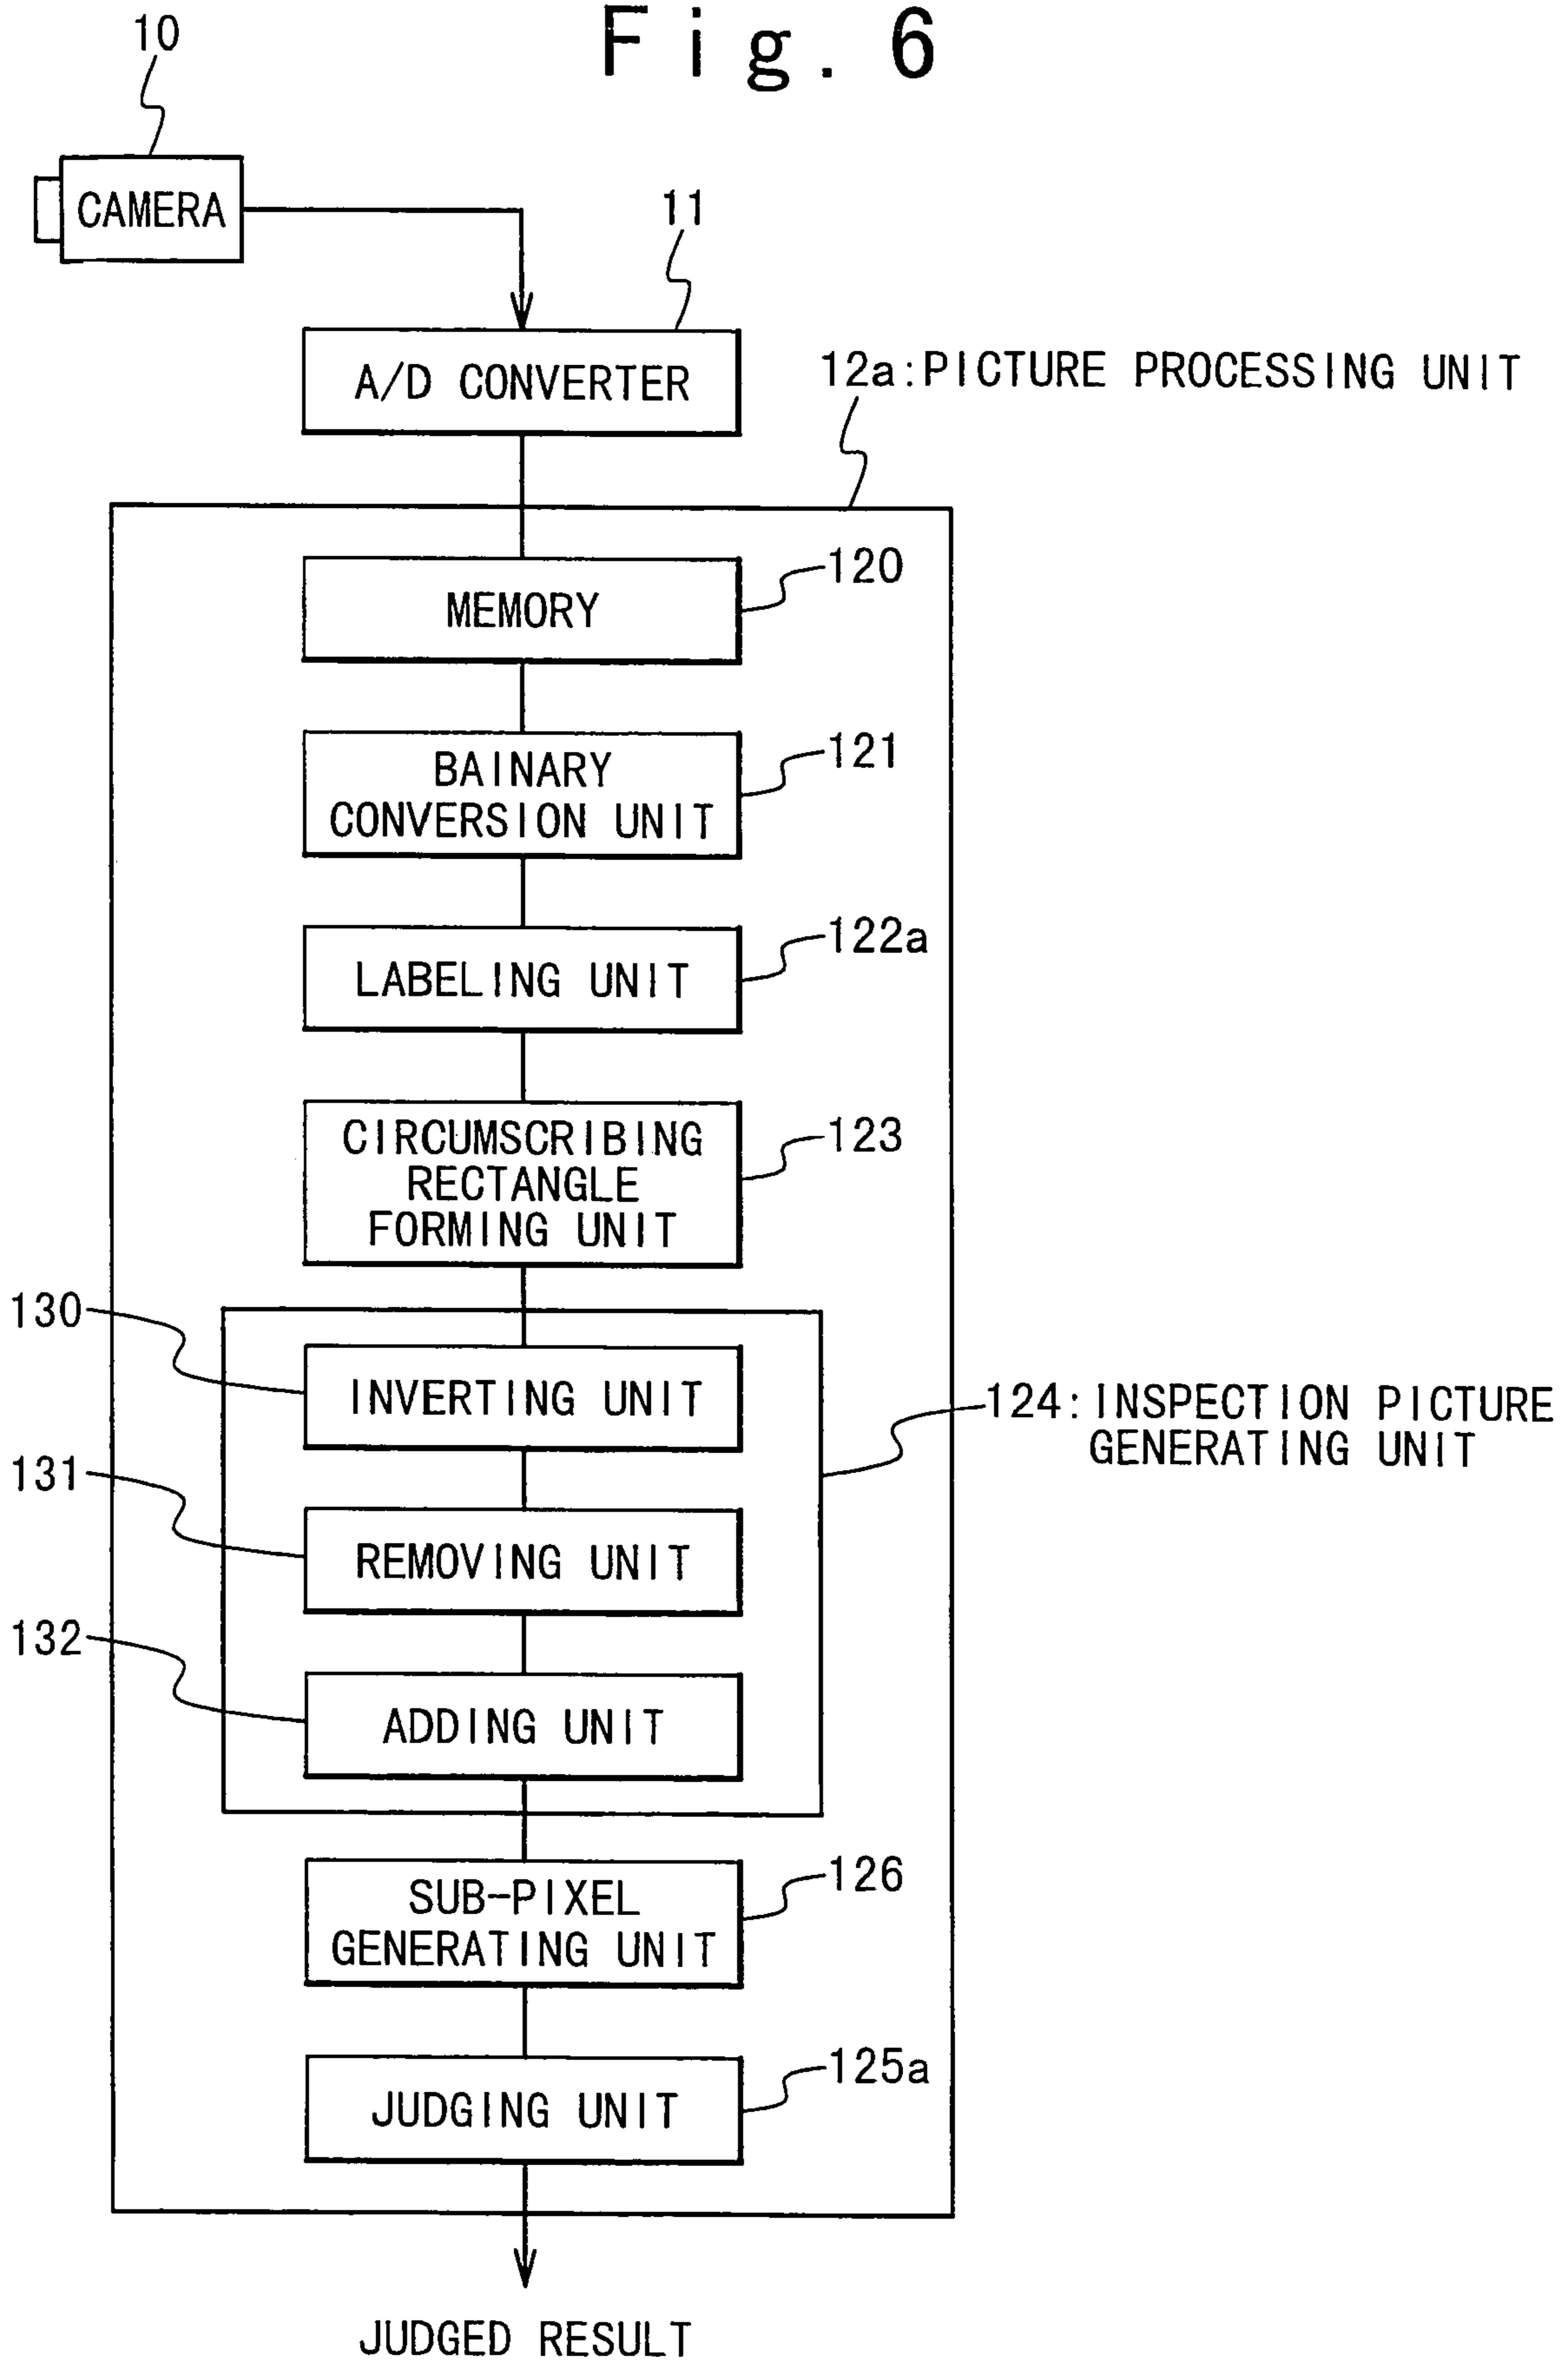 Fig. 6
10
CAMERA
11
A/D CONVERTER
12a:PICTURE PROCESSING UNIT
120
MEMORY
121
BAINARY
CONVERSION UNIT
122a
LABELING UNIT
123
CIRCUMSCRIBING
RECTANGLE
FORMING UNIT
130
INVERTING UNIT
124:INSPECTION PICTURE
GENERATING UNIT
131
REMOVING UNIT
132
ADDING UNIT
126
SUB-PIXEL
GENERATING UNIT
125a
JUDGING UNIT
JUDGED RESULT